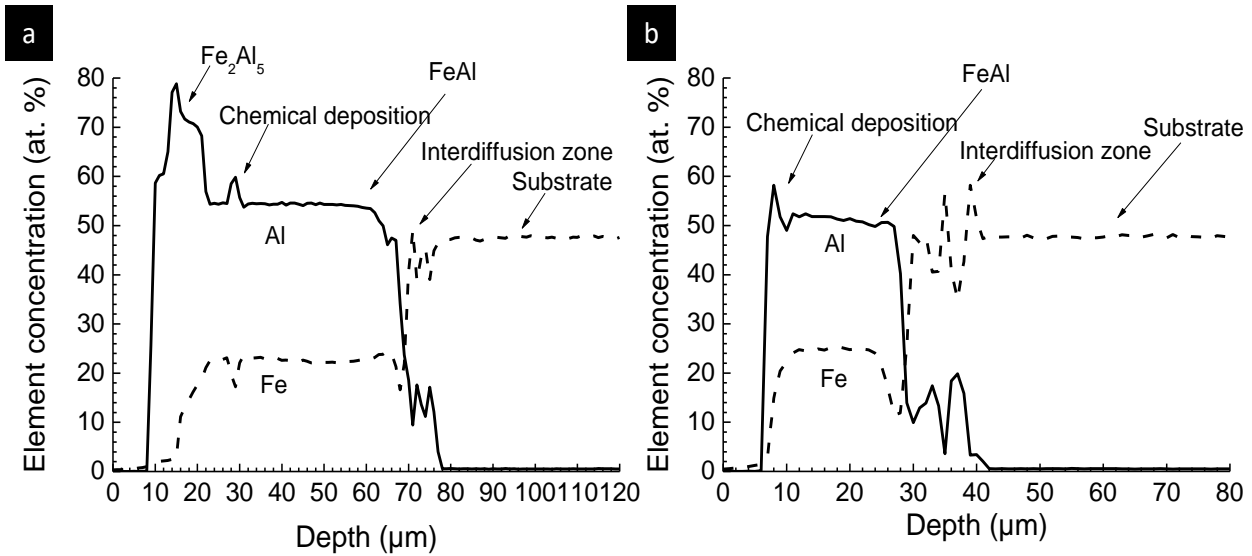 a
Fe2Al5
FeAl
Chemical deposition
Interdiffusion zone
Substrate
Al
Fe
Element concentration (at. %)
80
70
60
50
40
30
20
10
0
0 10 20 30 40 50 60 70 80 90 100 110 120
Depth (µm)
b
FeAl
Chemical deposition
Substrate
Interdiffusion zone
Al
Fe
Element concentration (at. %)
80
70
60
50
40
30
20
10
0
0 10 20 30 40 50 60 70 80
Depth (µm)